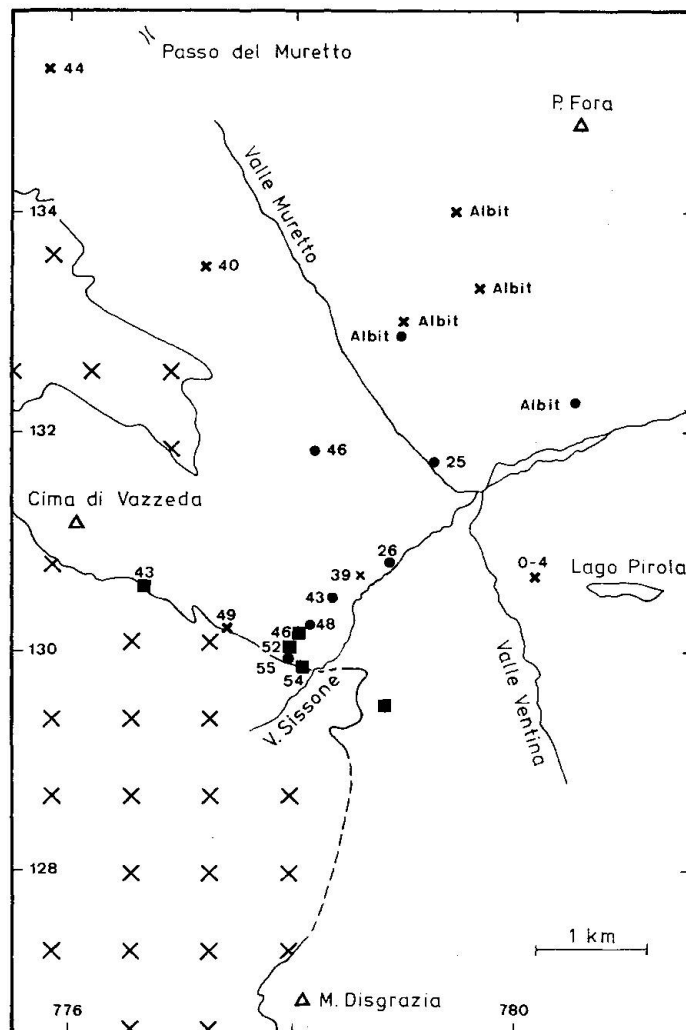 Passo del Muretto
44
P. Fora
Valle Muretto
134
Albit
40
Albit
Albit
Albit
Albit
132
46
25
Cima di Vazzeda
26
43
39
0-4
Lago Pirola
43
49
46
48
52
130
55
54
V. Sissone
Valle Ventina
128
1 km
M. Disgrazia
776
780